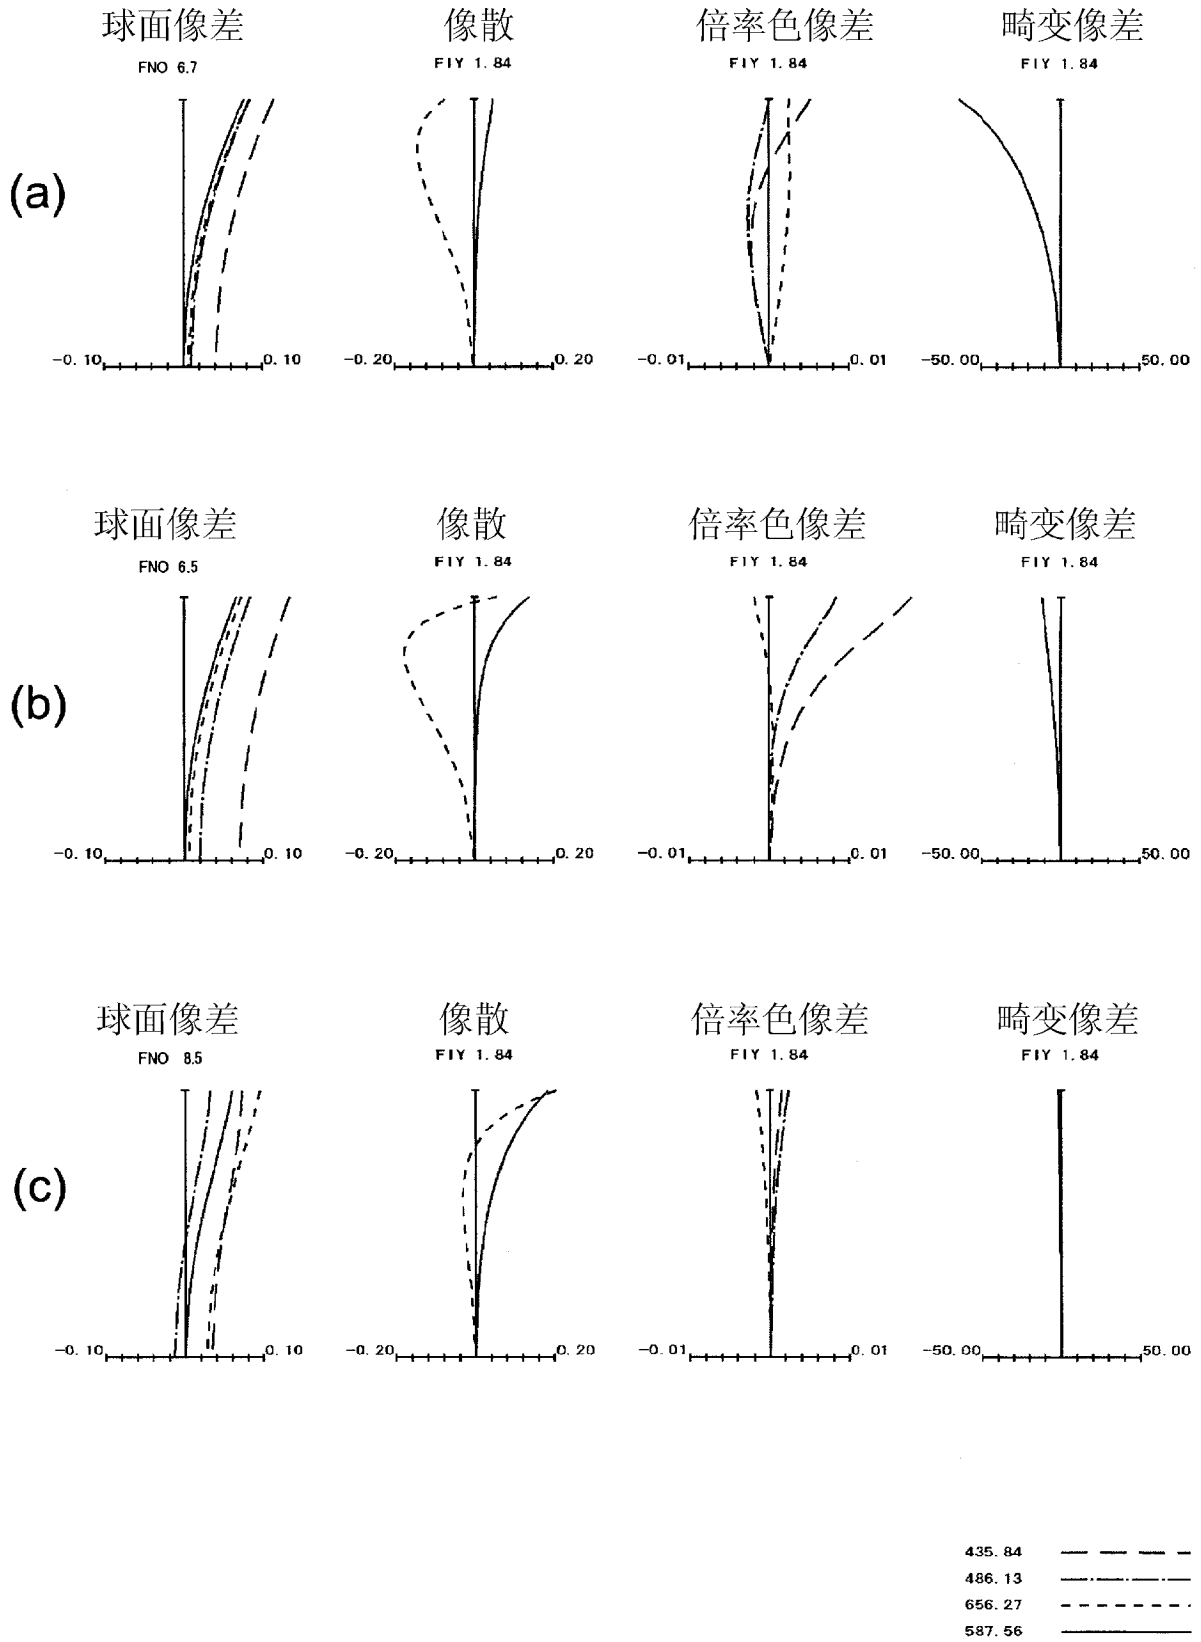 球面像差 像散 倍率色像差 畸变像差
FNO 6.7 FIY 1.84 FIY 1.84 FIY 1.84
(a)
-0.10 0.10 -0.20 0.20 -0.01 0.01 -50.00 50.00
球面像差 像散 倍率色像差 畸变像差
FNO 6.5 FIY 1.84 FIY 1.84 FIY 1.84
(b)
-0.10 0.10 -0.20 0.20 -0.01 0.01 -50.00 50.00
球面像差 像散 倍率色像差 畸变像差
FNO 8.5 FIY 1.84 FIY 1.84 FIY 1.84
(c)
-0.10 0.10 -0.20 0.20 -0.01 0.01 -50.00 50.00
435.84
486.13
656.27
587.56